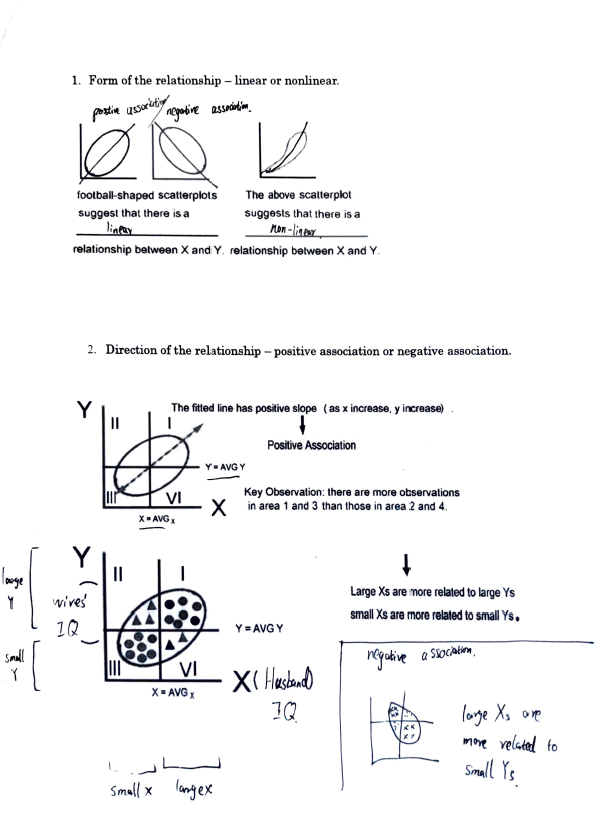 1. Form of the relationship – linear or nonlinear.
positive association / negative association.
football-shaped scatterplots
suggest that there is a
linear
relationship between X and Y.
The above scatterplot
suggests that there is a
non-linear
relationship between X and Y.
2. Direction of the relationship – positive association or negative association.
Y
II
I
III
VI
X
Y = AVG Y
X = AVG X
The fitted line has positive slope ( as x increase, y increase) .
Positive Association
Key Observation: there are more observations
in area 1 and 3 than those in area 2 and 4.
large
Y
small
Y
wives'
IQ
Y
II
I
III
VI
Y = AVG Y
X = AVG X
X ( Husband)
IQ
small x
large x
Large Xs are more related to large Ys
small Xs are more related to small Ys.
negative association.
xx
xx
xx
xY
large Xs are
more related to
small Ys